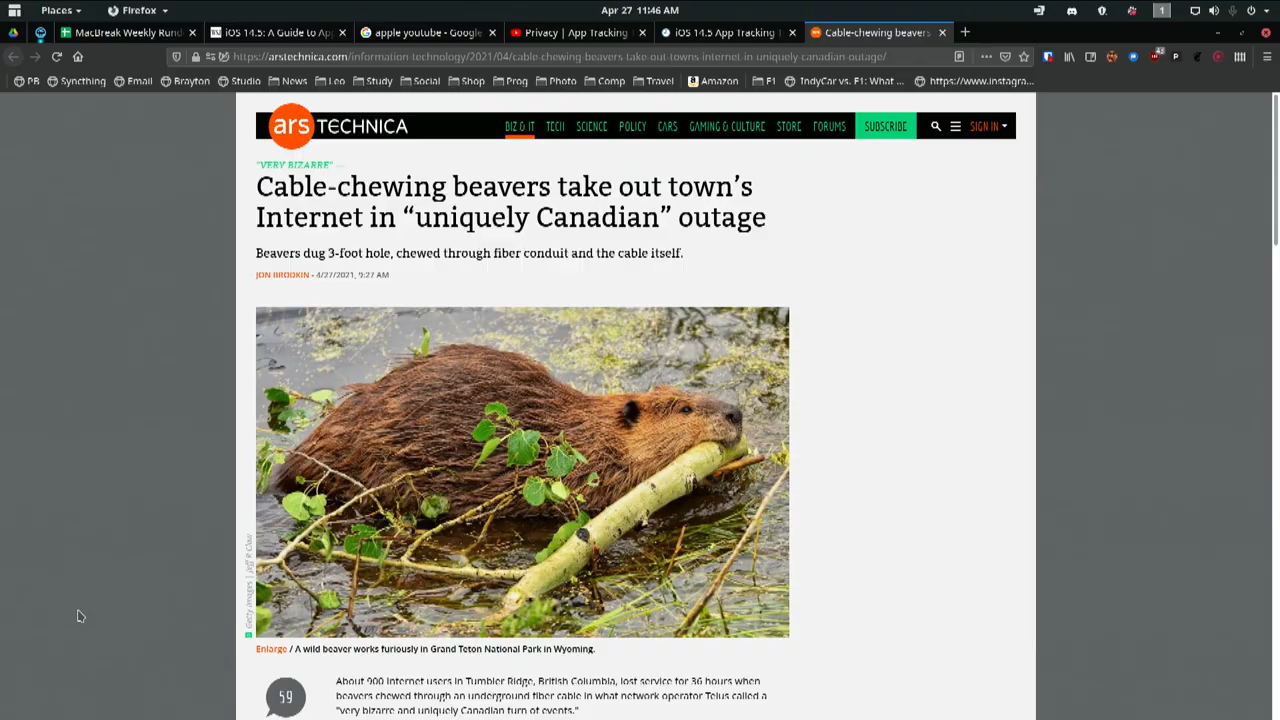 Places Firefox Apr 27 11:46 AM 1
MacBreak Weekly Rund iOS 14.5: A Guide to Ap apple youtube - Google Privacy | App Tracking iOS 14.5 App Tracking Cable-chewing beavers
https://arstechnica.com/information-technology/2021/04/cable-chewing-beavers-take-out-towns-internet-in-uniquely-canadian-outage/
PB Syncthing Email Brayton Studio News Leo Study Social Shop Prog Photo Comp Travel Amazon F1 IndyCar vs. F1: What ... https://www.instagra...
ars TECHNICA BIZ & IT TECH SCIENCE POLICY CARS GAMING & CULTURE STORE FORUMS SUBSCRIBE SIGN IN
"VERY BIZARRE" —
Cable-chewing beavers take out town's
Internet in “uniquely Canadian” outage
Beavers dug 3-foot hole, chewed through fiber conduit and the cable itself.
JON BRODKIN - 4/27/2021, 9:27 AM
Getty Images | Jeff R Clow
Enlarge / A wild beaver works furiously in Grand Teton National Park in Wyoming.
59
About 900 Internet users in Tumbler Ridge, British Columbia, lost service for 36 hours when
beavers chewed through an underground fiber cable in what network operator Telus called a
"very bizarre and uniquely Canadian turn of events."